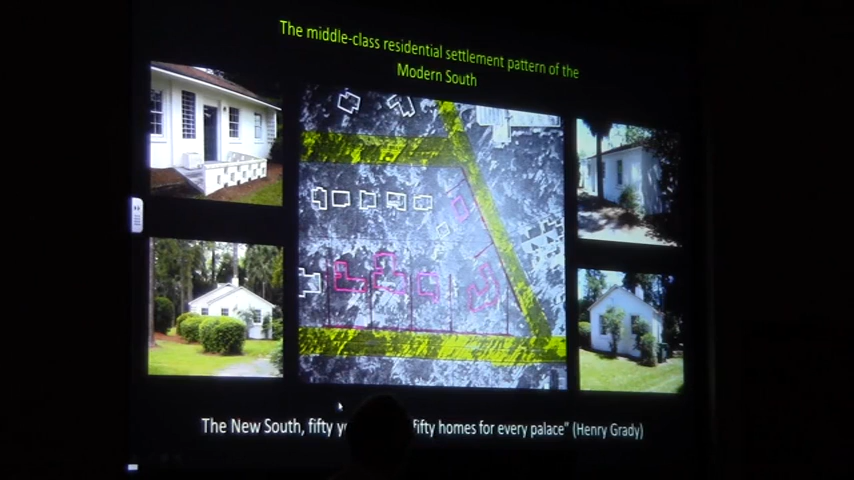 The middle-class residential settlement pattern of the
Modern South
The New South, fifty fifty homes for every palace" (Henry Grady)